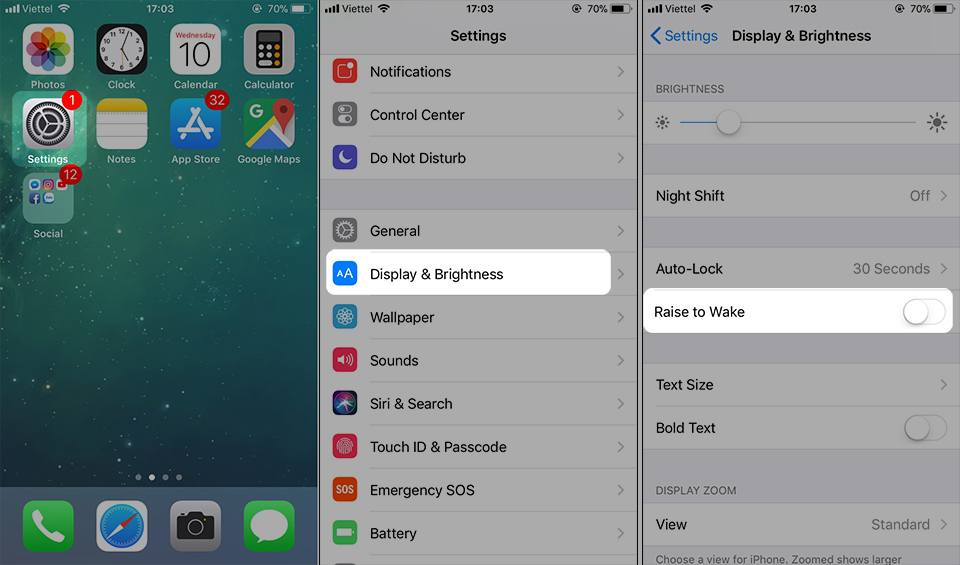 Viettel 17:03 70%
Wednesday
10
Photos Clock Calendar Calculator
1 32
Settings Notes App Store Google Maps
12
Social
Viettel 17:03 70%
Settings
Notifications
Control Center
Do Not Disturb
General
AA Display & Brightness
Wallpaper
Sounds
Siri & Search
Touch ID & Passcode
SOS Emergency SOS
Battery
Viettel 17:03 70%
Settings Display & Brightness
BRIGHTNESS
Night Shift Off
Auto-Lock 30 Seconds
Raise to Wake
Text Size
Bold Text
DISPLAY ZOOM
View Standard
Choose a view for iPhone. Zoomed shows larger